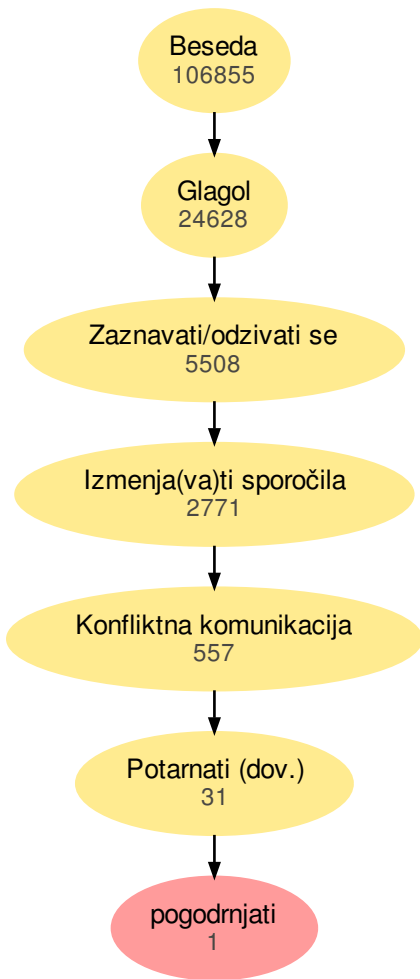 Beseda
106855
Glagol
24628
Zaznavati/odzivati se
5508
Izmenja(va)ti sporočila
2771
Konfliktna komunikacija
557
Potarnati (dov.)
31
pogodrnjati
1